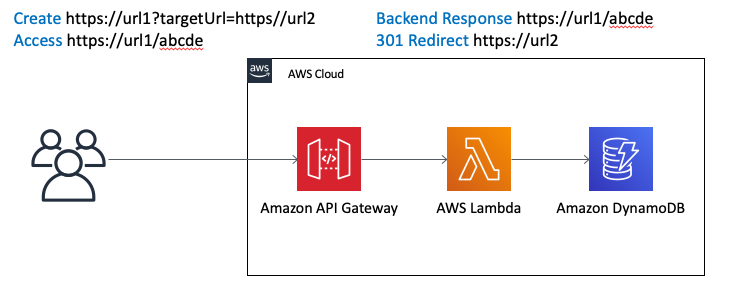 Create https://url1?targetUrl=https//url2
Access https://url1/abcde
Backend Response https://url1/abcde
301 Redirect https://url2
aws
AWS Cloud
</>
Amazon API Gateway
AWS Lambda
Amazon DynamoDB